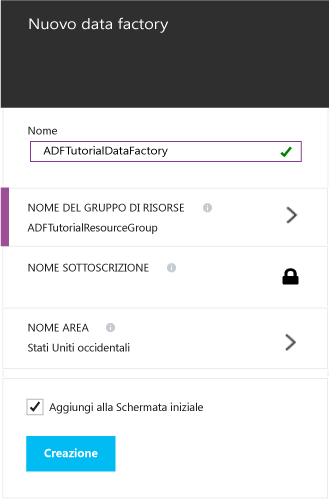 Nuovo data factory
Nome
ADFTutorialDataFactory
NOME DEL GRUPPO DI RISORSE
ADFTutorialResourceGroup
NOME SOTTOSCRIZIONE
NOME AREA
Stati Uniti occidentali
Aggiungi alla Schermata iniziale
Creazione